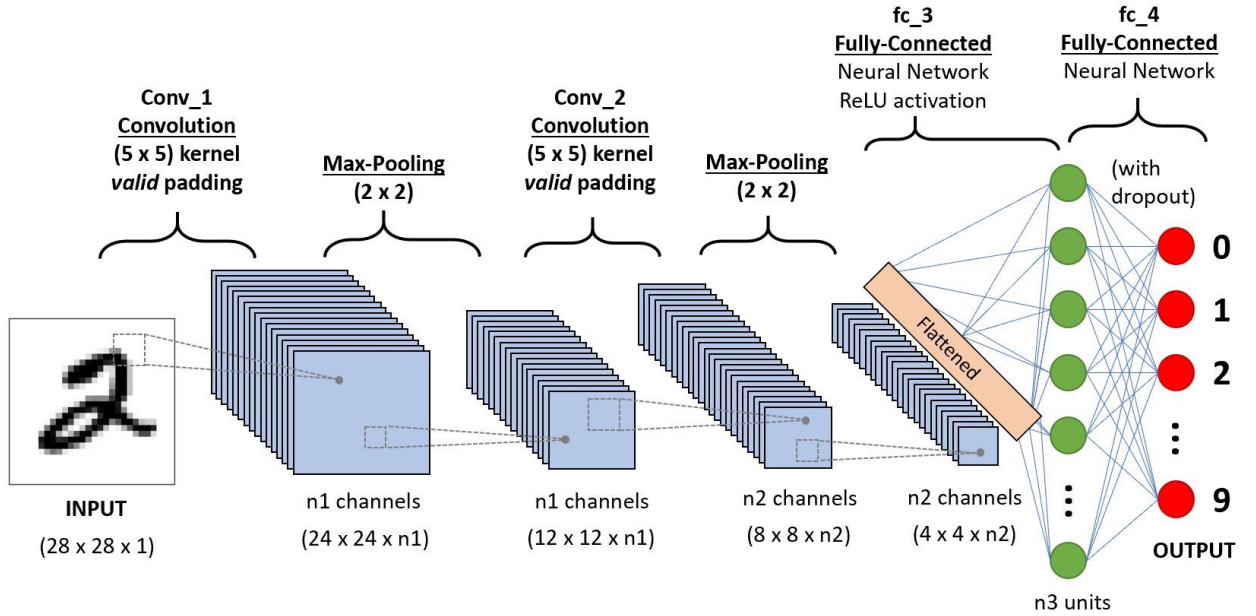 Conv_1
Convolution
(5 x 5) kernel
valid padding
Max-Pooling
(2 x 2)
Conv_2
Convolution
(5 x 5) kernel
valid padding
Max-Pooling
(2 x 2)
fc_3
Fully-Connected
Neural Network
ReLU activation
fc_4
Fully-Connected
Neural Network
(with
dropout)
Flattened
0
1
2
9
OUTPUT
2
INPUT
(28 x 28 x 1)
n1 channels
(24 x 24 x n1)
n1 channels
(12 x 12 x n1)
n2 channels
(8 x 8 x n2)
n2 channels
(4 x 4 x n2)
n3 units